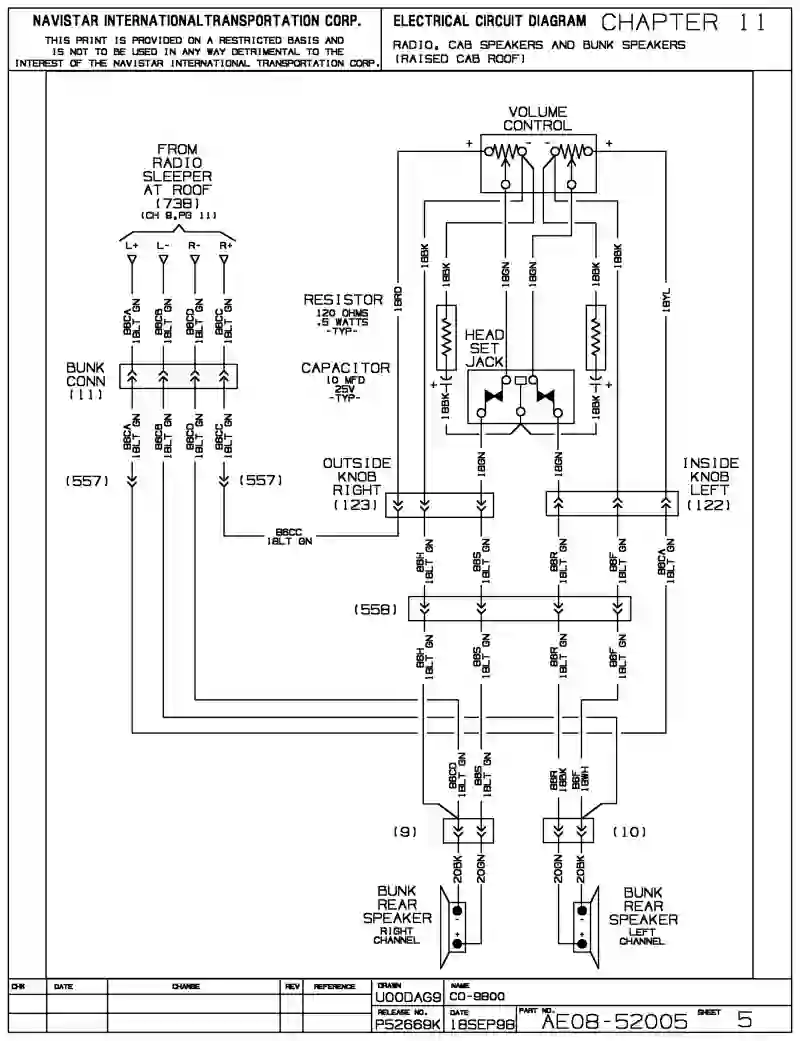 NAVISTAR INTERNATIONAL TRANSPORTATION CORP.
THIS PRINT IS PROVIDED ON A RESTRICTED BASIS AND
IS NOT TO BE USED IN ANY WAY DETRIMENTAL TO THE
INTEREST OF THE NAVISTAR INTERNATIONAL TRANSPORTATION CORP.
ELECTRICAL CIRCUIT DIAGRAM CHAPTER 11
RADIO, CAB SPEAKERS AND BUNK SPEAKERS
(RAISED CAB ROOF)
VOLUME
CONTROL
+ - - +
FROM
RADIO
SLEEPER
AT ROOF
(738)
(CH 9,PG 11)
L+ L- R- R+
86CA
18LT GN
86CB
18LT GN
86CD
18LT GN
86CC
18LT GN
18RD
18BK
18BK
18GN
18GN
18BK
18BK
18YL
RESISTOR
120 OHMS
.5 WATTS
-TYP-
HEAD
SET
JACK
CAPACITOR
10 MFD
25V
-TYP-
+
+
18BK
18BK
BUNK
CONN
(11)
86CA
18LT GN
86CB
18LT GN
86CD
18LT GN
86CC
18LT GN
(557)
(557)
18GN
18GN
OUTSIDE
KNOB
RIGHT
(123)
INSIDE
KNOB
LEFT
(122)
86CC
18LT GN
86H
18LT GN
86S
18LT GN
86R
18LT GN
86F
18LT GN
86CA
18LT GN
(558)
86H
18LT GN
86S
18LT GN
86R
18LT GN
86F
18LT GN
86CD
18LT GN
86S
18LT GN
86R
18BK
86F
18WH
(9)
(10)
20BK
20GN
20GN
20BK
BUNK
REAR
SPEAKER
RIGHT
CHANNEL
-
+
-
+
BUNK
REAR
SPEAKER
LEFT
CHANNEL
CHK DATE CHANGE REV REFERENCE
DRAWN
U00DAG9
NAME
CO-9800
RELEASE NO.
P52669K
DATE
18SEP98
PART NO.
AE08-52005
SHEET
5